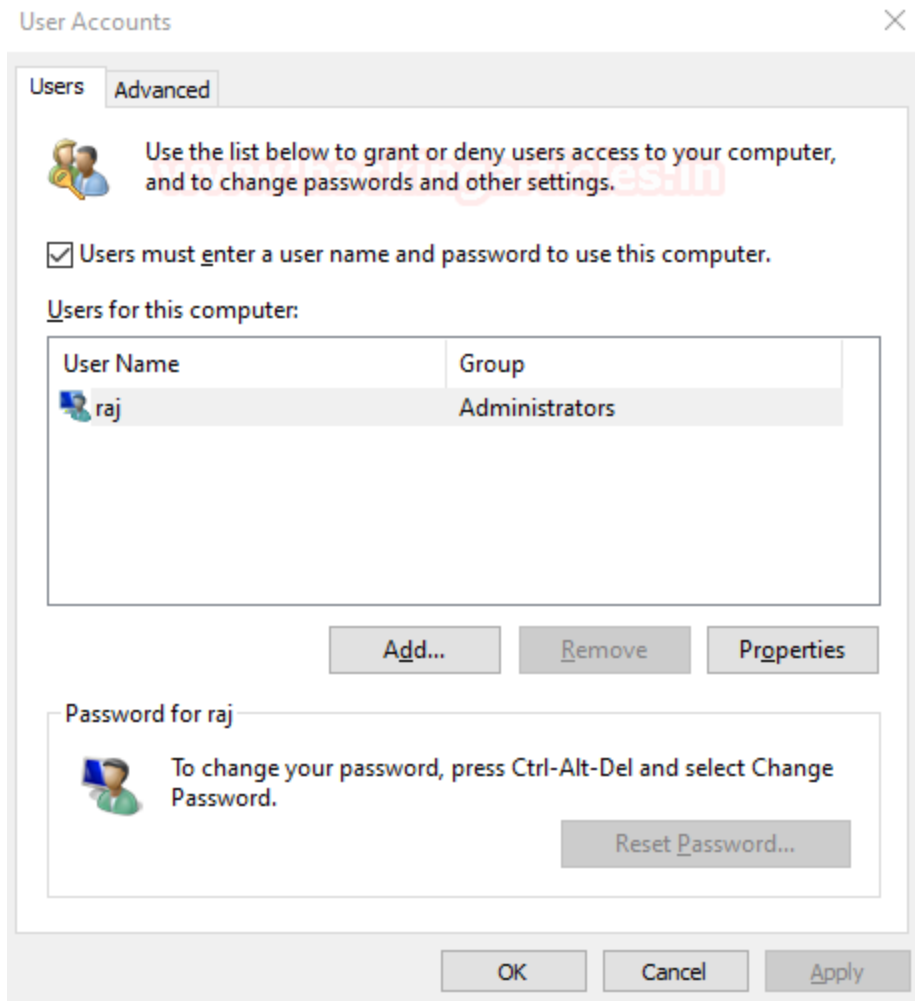 User Accounts
Users
Advanced
Use the list below to grant or deny users access to your computer,
and to change passwords and other settings.
www.hackingarticles.in
Users must enter a user name and password to use this computer.
Users for this computer:
User Name Group
raj Administrators
Add... Remove Properties
Password for raj
To change your password, press Ctrl-Alt-Del and select Change
Password.
Reset Password...
OK Cancel Apply